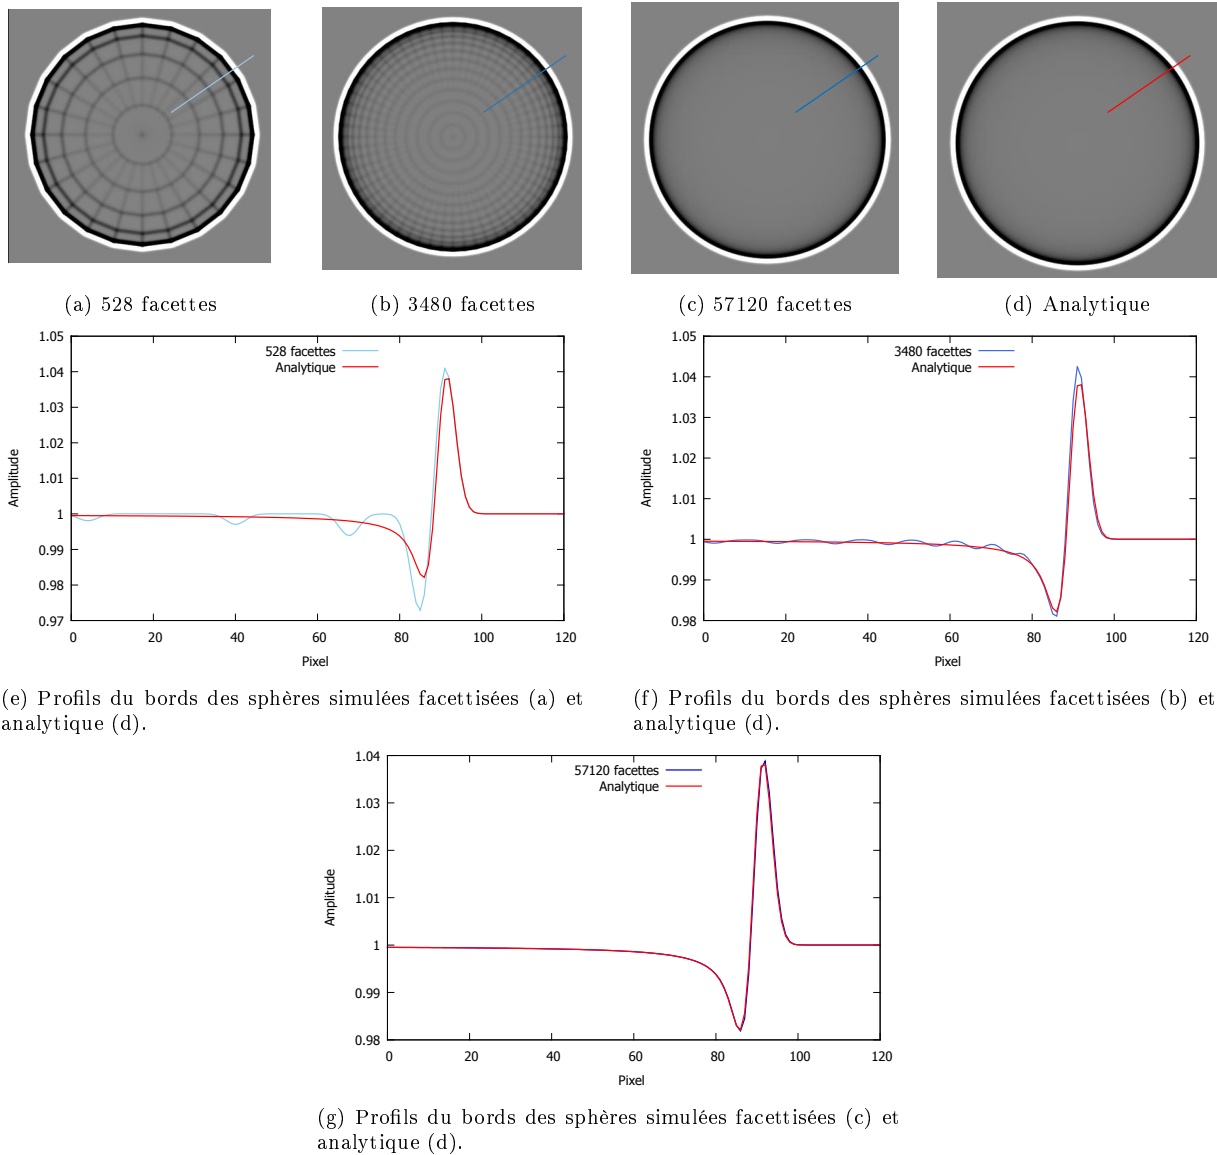 (a) 528 facettes
(b) 3480 facettes
(c) 57120 facettes
(d) Analytique
1.05
1.04
1.03
1.02
1.01
1
0.99
0.98
0.97
Amplitude
528 facettes
Analytique
0 20 40 60 80 100 120
Pixel
1.05
1.04
1.03
1.02
1.01
1
0.99
0.98
Amplitude
3480 facettes
Analytique
0 20 40 60 80 100 120
Pixel
(e) Profils du bords des sphères simulées facettisées (a) et
analytique (d).
(f) Profils du bords des sphères simulées facettisées (b) et
analytique (d).
1.04
1.03
1.02
1.01
1
0.99
0.98
Amplitude
57120 facettes
Analytique
0 20 40 60 80 100 120
Pixel
(g) Profils du bords des sphères simulées facettisées (c) et
analytique (d).